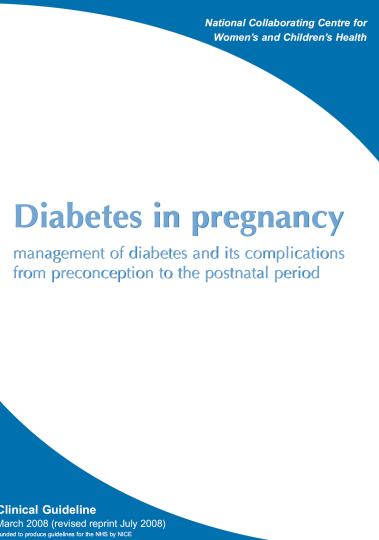 National Collaborating Centre for
Women's and Children's Health
Diabetes in pregnancy
management of diabetes and its complications
from preconception to the postnatal period
Clinical Guideline
March 2008 (revised reprint July 2008)
funded to produce guidelines for the NHS by NICE